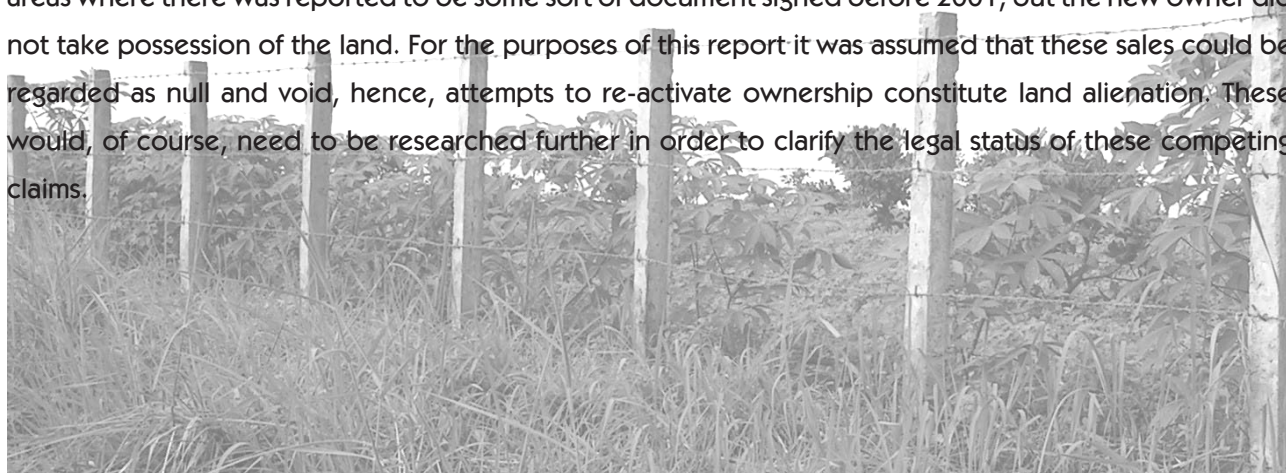 areas where there was reported to be some sort of document signed before 2001, but the new owner did
not take possession of the land. For the purposes of this report it was assumed that these sales could be
regarded as null and void, hence, attempts to re-activate ownership constitute land alienation. These
would, of course, need to be researched further in order to clarify the legal status of these competing
claims.